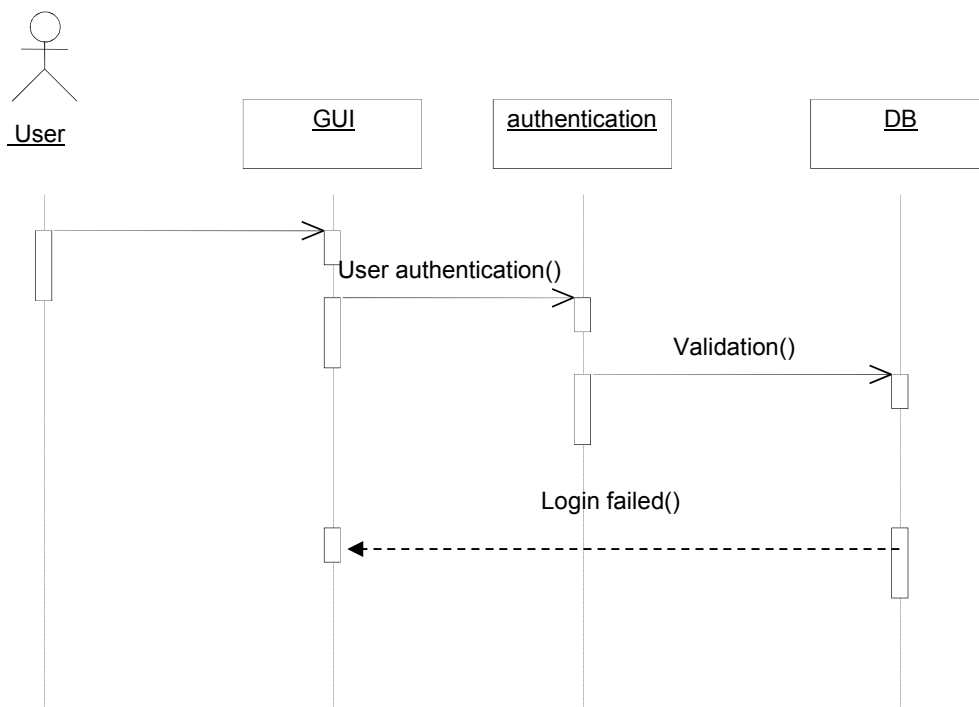 User
GUI
authentication
DB
User authentication()
Validation()
Login failed()